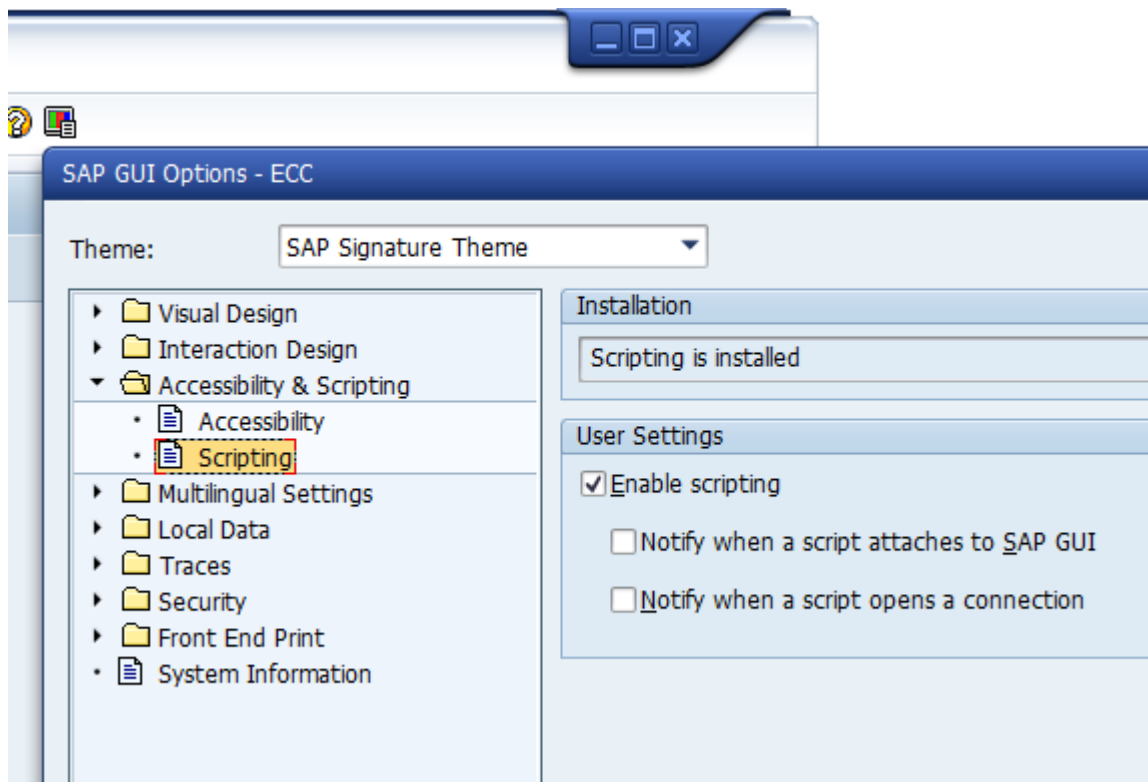 SAP GUI Options - ECC
Theme:
SAP Signature Theme
Visual Design
Interaction Design
Accessibility & Scripting
Accessibility
Scripting
Multilingual Settings
Local Data
Traces
Security
Front End Print
System Information
Installation
Scripting is installed
User Settings
Enable scripting
Notify when a script attaches to SAP GUI
Notify when a script opens a connection